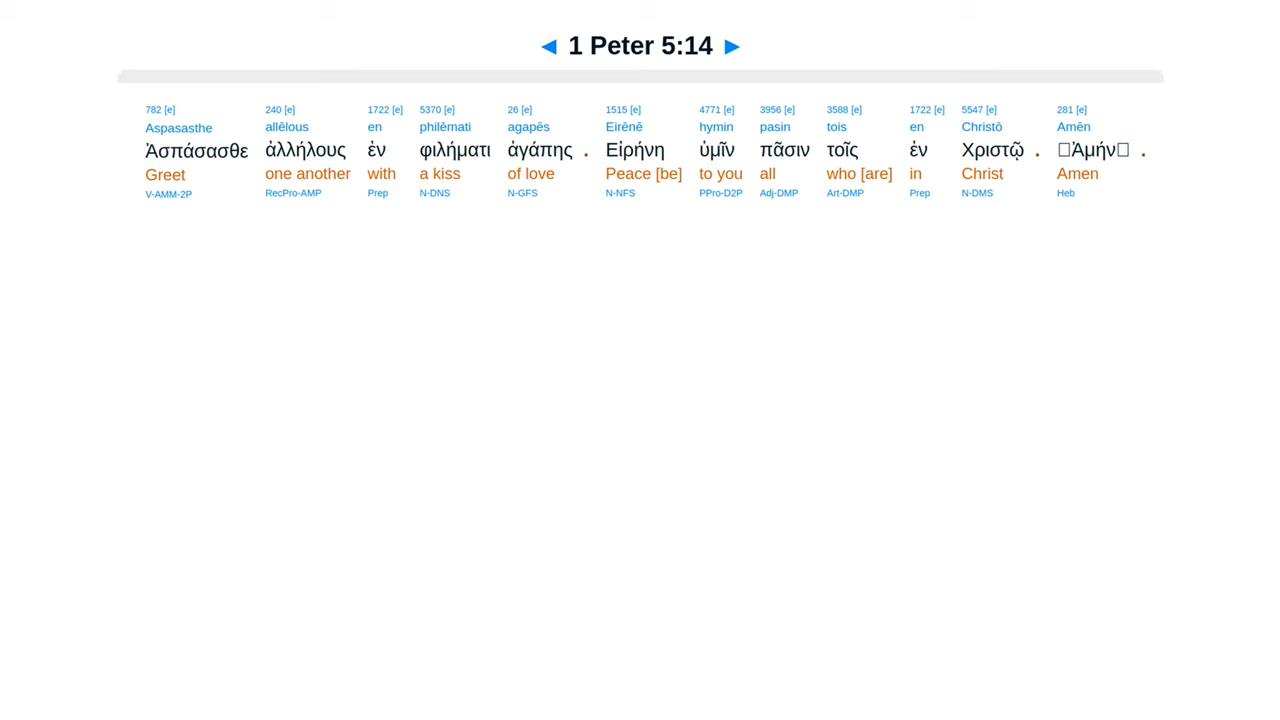 ◄ 1 Peter 5:14 ►
782 [e] 240 [e] 1722 [e] 5370 [e] 26 [e] 1515 [e] 4771 [e] 3956 [e] 3588 [e] 1722 [e] 5547 [e] 281 [e]
Aspasasthe allēlous en philēmati agapēs Eirēnē hymin pasin tois en Christō Amēn
Ἀσπάσασθε ἀλλήλους ἐν φιλήματι ἀγάπης . Εἰρήνη ὑμῖν πᾶσιν τοῖς ἐν Χριστῷ . □Ἀμήν□ .
Greet one another with a kiss of love Peace [be] to you all who [are] in Christ Amen
V-AMM-2P RecPro-AMP Prep N-DNS N-GFS N-NFS PPro-D2P Adj-DMP Art-DMP Prep N-DMS Heb